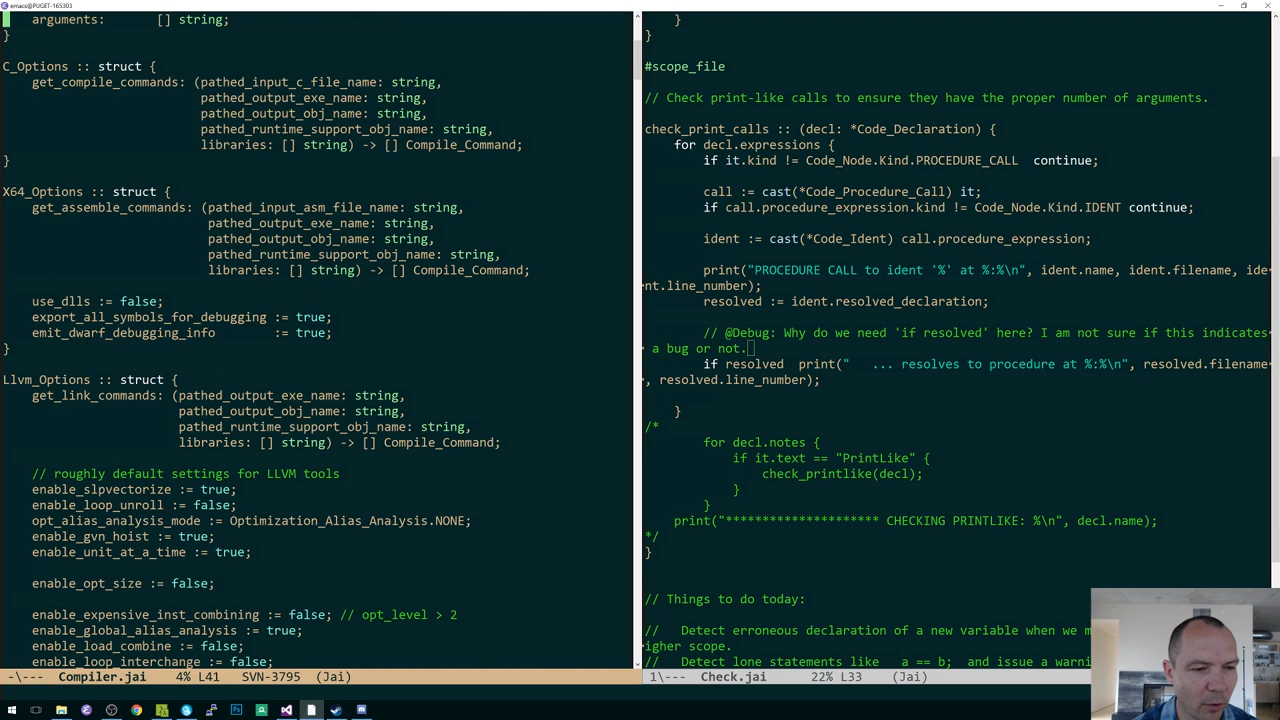 emacs@PUGET-165303
arguments:        [] string;
}
C_Options :: struct {
get_compile_commands: (pathed_input_c_file_name: string,
pathed_output_exe_name: string,
pathed_output_obj_name: string,
pathed_runtime_support_obj_name: string,
libraries: [] string) -> [] Compile_Command;
}
X64_Options :: struct {
get_assemble_commands: (pathed_input_asm_file_name: string,
pathed_output_exe_name: string,
pathed_output_obj_name: string,
pathed_runtime_support_obj_name: string,
libraries: [] string) -> [] Compile_Command;
use_dlls := false;
export_all_symbols_for_debugging := true;
emit_dwarf_debugging_info        := true;
}
Llvm_Options :: struct {
get_link_commands: (pathed_output_exe_name: string,
pathed_output_obj_name: string,
pathed_runtime_support_obj_name: string,
libraries: [] string) -> [] Compile_Command;
// roughly default settings for LLVM tools
enable_slpvectorize := true;
enable_loop_unroll := false;
opt_alias_analysis_mode := Optimization_Alias_Analysis.NONE;
enable_gvn_hoist := true;
enable_unit_at_a_time := true;
enable_opt_size := false;
enable_expensive_inst_combining := false; // opt_level > 2
enable_global_alias_analysis := true;
enable_load_combine := false;
enable_loop_interchange := false;
-\---  Compiler.jai    4% L41   SVN-3795  (Jai)
}
}
#scope_file
// Check print-like calls to ensure they have the proper number of arguments.
check_print_calls :: (decl: *Code_Declaration) {
for decl.expressions {
if it.kind != Code_Node.Kind.PROCEDURE_CALL  continue;
call := cast(*Code_Procedure_Call) it;
if call.procedure_expression.kind != Code_Node.Kind.IDENT continue;
ident := cast(*Code_Ident) call.procedure_expression;
print("PROCEDURE CALL to ident '%' at %:%\n", ident.name, ident.filename, ide
nt.line_number);
resolved := ident.resolved_declaration;
// @Debug: Why do we need 'if resolved' here? I am not sure if this indicates
a bug or not.
if resolved  print("   ... resolves to procedure at %:%\n", resolved.filename
, resolved.line_number);
}
/*
for decl.notes {
if it.text == "PrintLike" {
check_printlike(decl);
}
}
print("********************* CHECKING PRINTLIKE: %\n", decl.name);
*/
}
// Things to do today:
//   Detect erroneous declaration of a new variable when we m
igher scope.
//   Detect lone statements like   a == b;  and issue a warni
1\---  Check.jai      22% L33    (Jai)